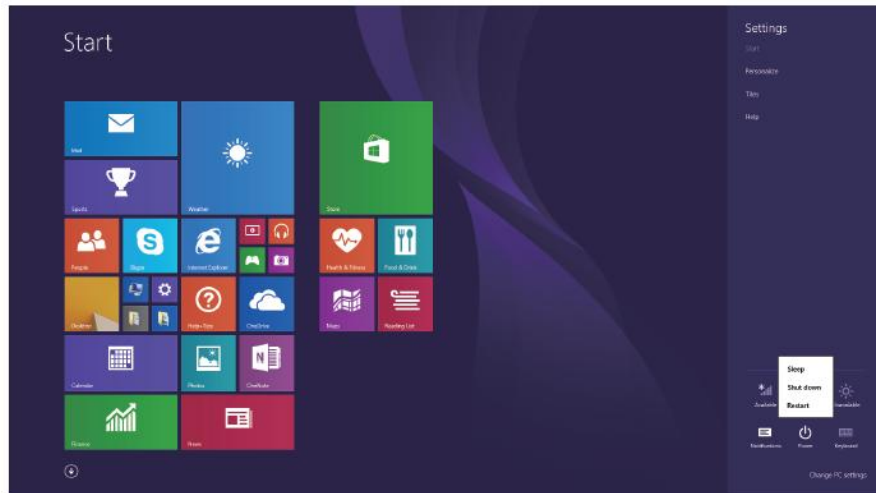 Start
Settings
Start
Personalize
Tiles
Help
Mail
Sports
Weather
Store
People
Skype
Internet Explorer
Health & Fitness
Food & Drink
Desktop
Help+Tips
OneDrive
Maps
Reading List
Calendar
Photos
OneNote
Finance
News
Sleep
Shut down
Restart
Available
Notifications
Power
Keyboard
Change PC settings